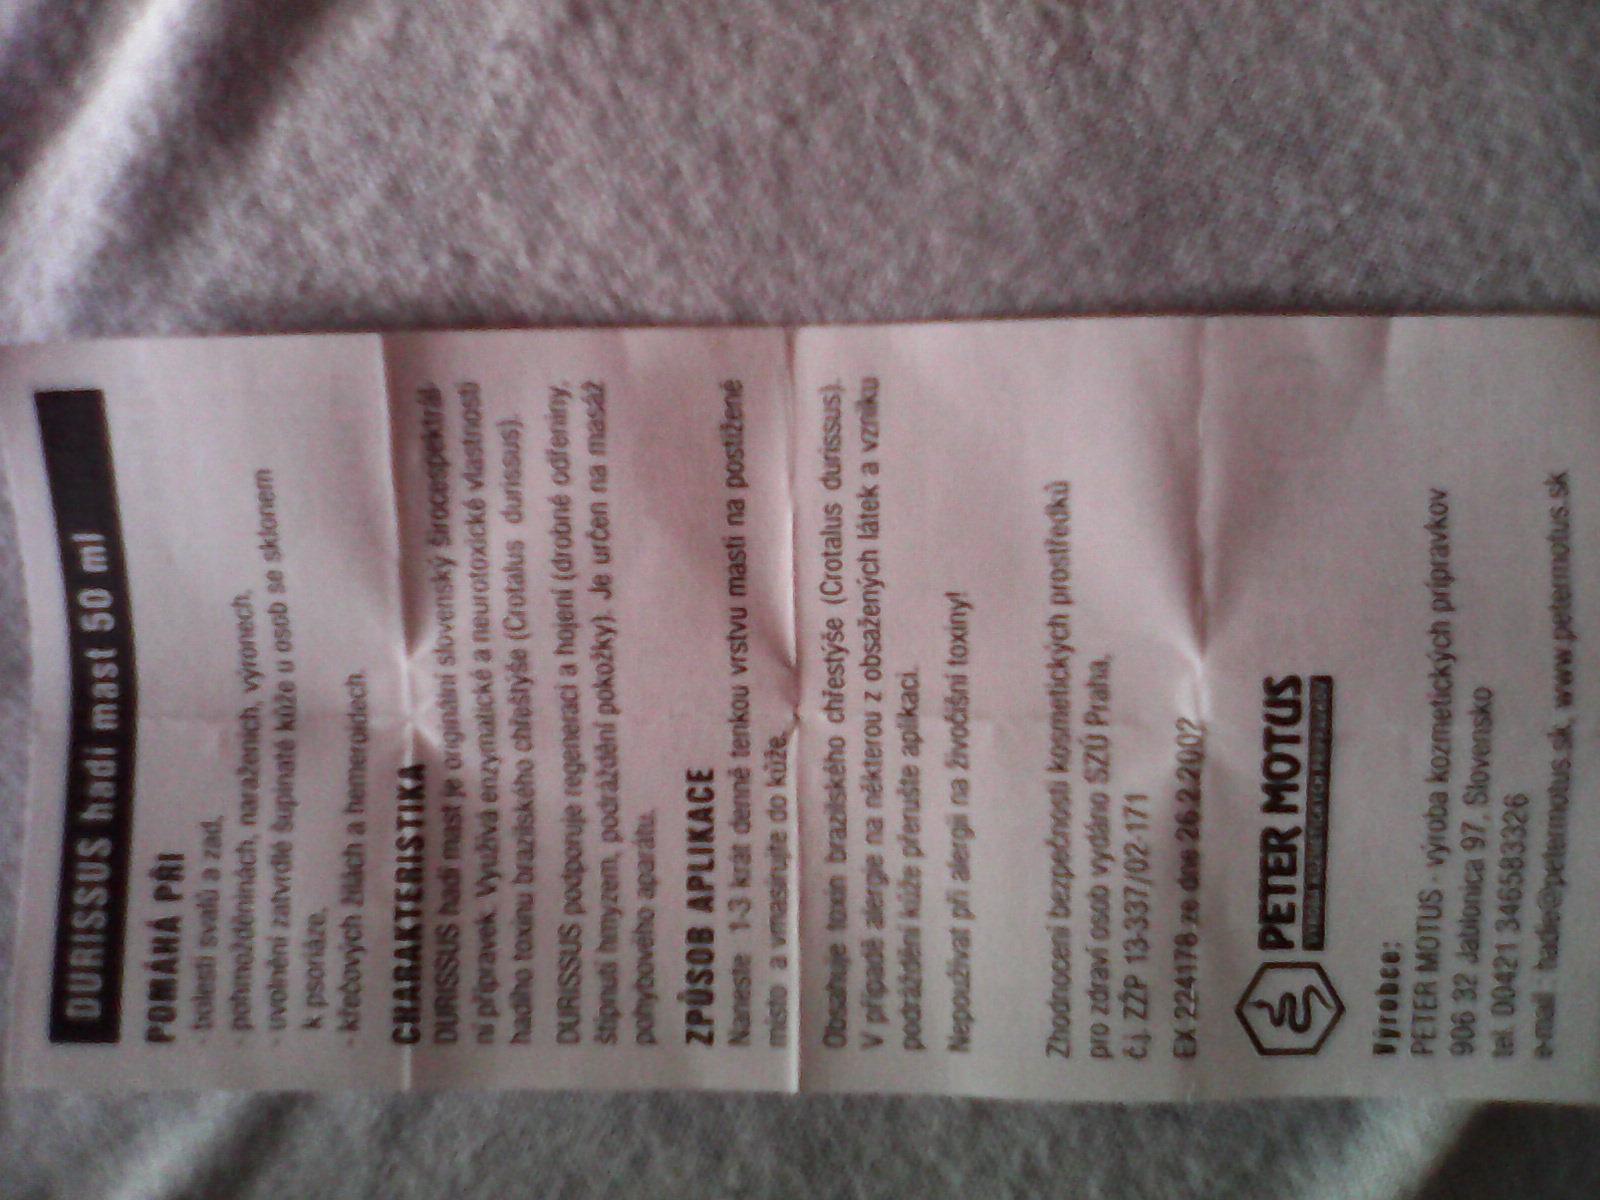 DURISSUS hadí mast 50 ml
POMÁHÁ PŘI
- bolesti svalů a zad,
- pohmožděninách, naraženích, výronech,
- uvolnění zatvrdlé šupinaté kůže u osob se sklonem
k psoriáze,
- křečových žilách a hemeroidech.
CHARAKTERISTIKA
DURISSUS hadí mast je originální slovenský širocespektrál-
ní přípravek. Využívá enzymatické a neurotoxické vlastnosti
hadího toxinu brazilského chřestýše (Crotalus durissus).
DURISSUS podporuje regeneraci a hojení (drobné odřeniny,
štípnutí hmyzem, podráždění pokožky). Je určen na masáž
pohybového aparátu.
ZPŮSOB APLIKACE
Naneste 1-3 krát denně tenkou vrstvu masti na postižené
místo a vmasírujte do kůže.
Obsahuje toxin brazilského chřestýše (Crotalus durissus).
V případě alergie na některou z obsažených látek a vzniku
podráždění kůže přerušte aplikaci.
Nepoužívat při alergii na živočišní toxiny!
Zhodnocení bezpečnosti kosmetických prostředků
pro zdraví osob vydáno SZÚ Praha,
č.j. ZŽP 13-337/02-171
EX 224178 ze dne 26.2.2002
PETER MOTUS
VÝROBA KOZMETICKÝCH PRÍPRAVKOV
Výrobce:
PETER MOTUS - výroba kozmetických prípravkov
906 32 Jablonica 97, Slovensko
tel. 00421 346583326
e-mail : hadie@petermotus.sk, www.petermotus.sk